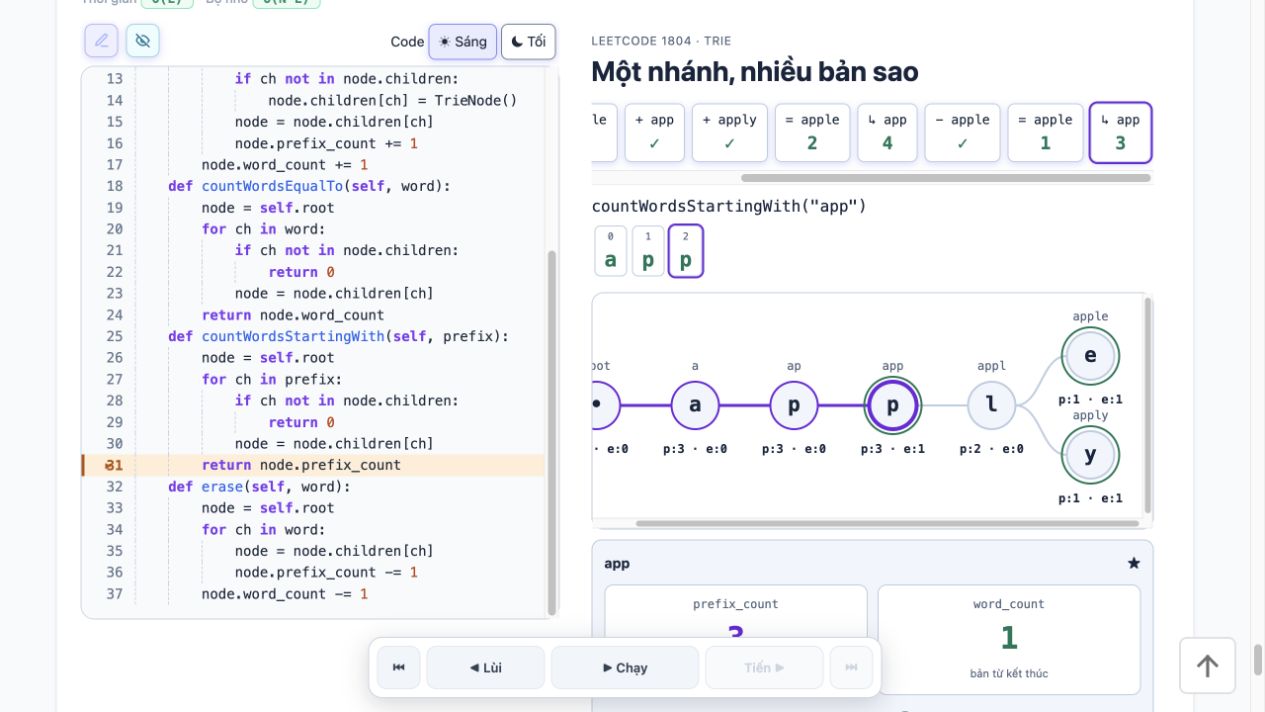 Code ☀ Sáng Tối
13 if ch not in node.children:
14 node.children[ch] = TrieNode()
15 node = node.children[ch]
16 node.prefix_count += 1
17 node.word_count += 1
18 def countWordsEqualTo(self, word):
19 node = self.root
20 for ch in word:
21 if ch not in node.children:
22 return 0
23 node = node.children[ch]
24 return node.word_count
25 def countWordsStartingWith(self, prefix):
26 node = self.root
27 for ch in prefix:
28 if ch not in node.children:
29 return 0
30 node = node.children[ch]
31 return node.prefix_count
32 def erase(self, word):
33 node = self.root
34 for ch in word:
35 node = node.children[ch]
36 node.prefix_count -= 1
37 node.word_count -= 1
LEETCODE 1804 · TRIE
Một nhánh, nhiều bản sao
le + app + apply = apple ↳ app − apple = apple ↳ app
✓ ✓ 2 4 ✓ 1 3
countWordsStartingWith("app")
0 1 2
a p p
apple
e
p:1 · e:1
oot a ap app appl
• a p p l
· e:0 p:3 · e:0 p:3 · e:0 p:3 · e:1 p:2 · e:0
apply
y
p:1 · e:1
app ★
prefix_count word_count
3 1
bản từ kết thúc
⏮ ◀ Lùi ▶ Chạy Tiến ▶ ⏭